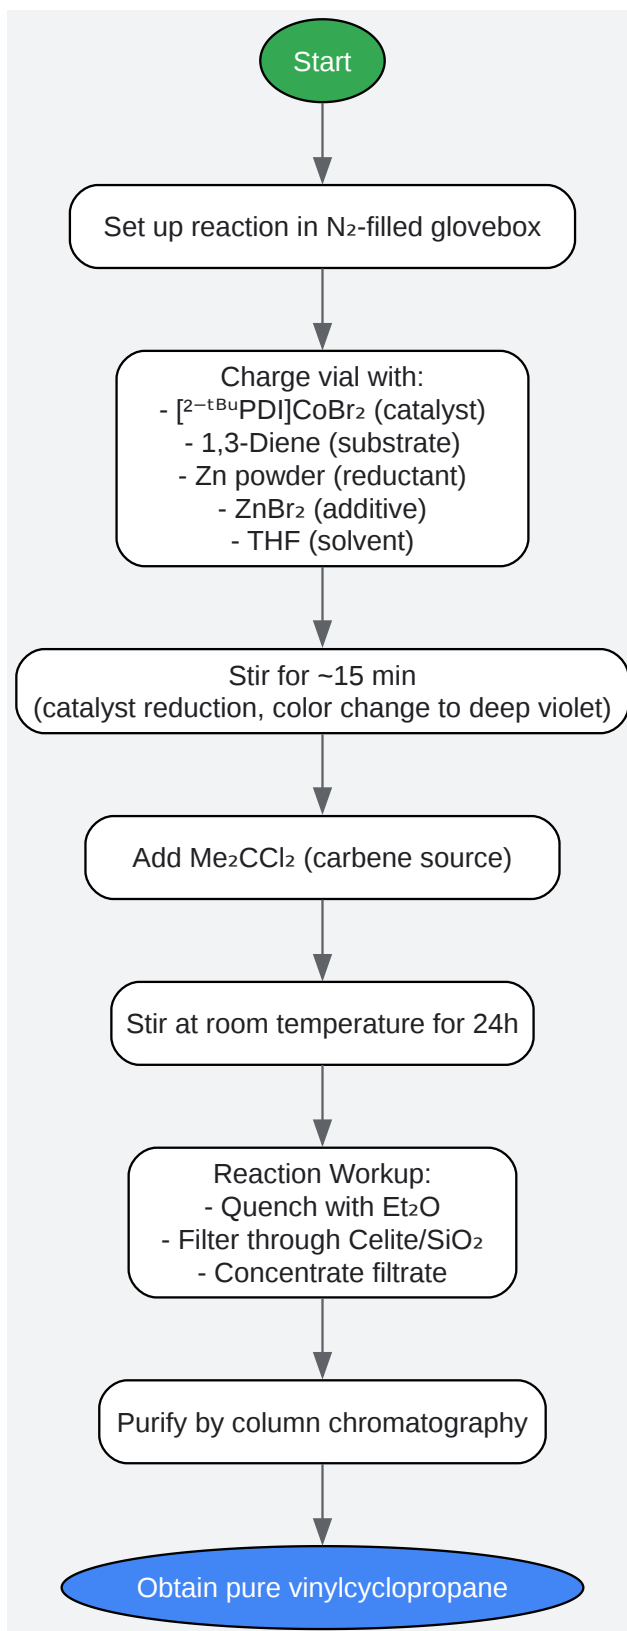 Start
Set up reaction in N₂-filled glovebox
Charge vial with:
- [²⁻ᵗᴮᵘPDI]CoBr₂ (catalyst)
- 1,3-Diene (substrate)
- Zn powder (reductant)
- ZnBr₂ (additive)
- THF (solvent)
Stir for ~15 min
(catalyst reduction, color change to deep violet)
Add Me₂CCl₂ (carbene source)
Stir at room temperature for 24h
Reaction Workup:
- Quench with Et₂O
- Filter through Celite/SiO₂
- Concentrate filtrate
Purify by column chromatography
Obtain pure vinylcyclopropane